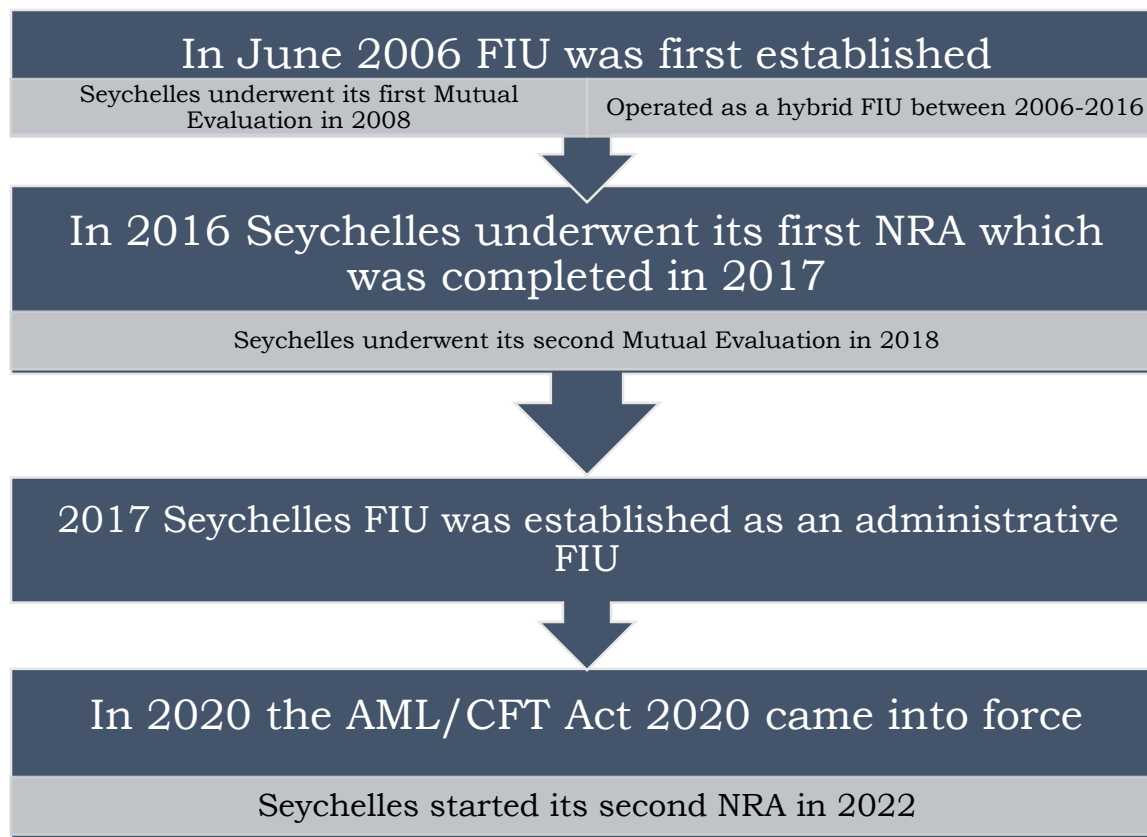 In June 2006 FIU was first established
Seychelles underwent its first Mutual
Evaluation in 2008
Operated as a hybrid FIU between 2006-2016
In 2016 Seychelles underwent its first NRA which
was completed in 2017
Seychelles underwent its second Mutual Evaluation in 2018
2017 Seychelles FIU was established as an administrative
FIU
In 2020 the AML/CFT Act 2020 came into force
Seychelles started its second NRA in 2022